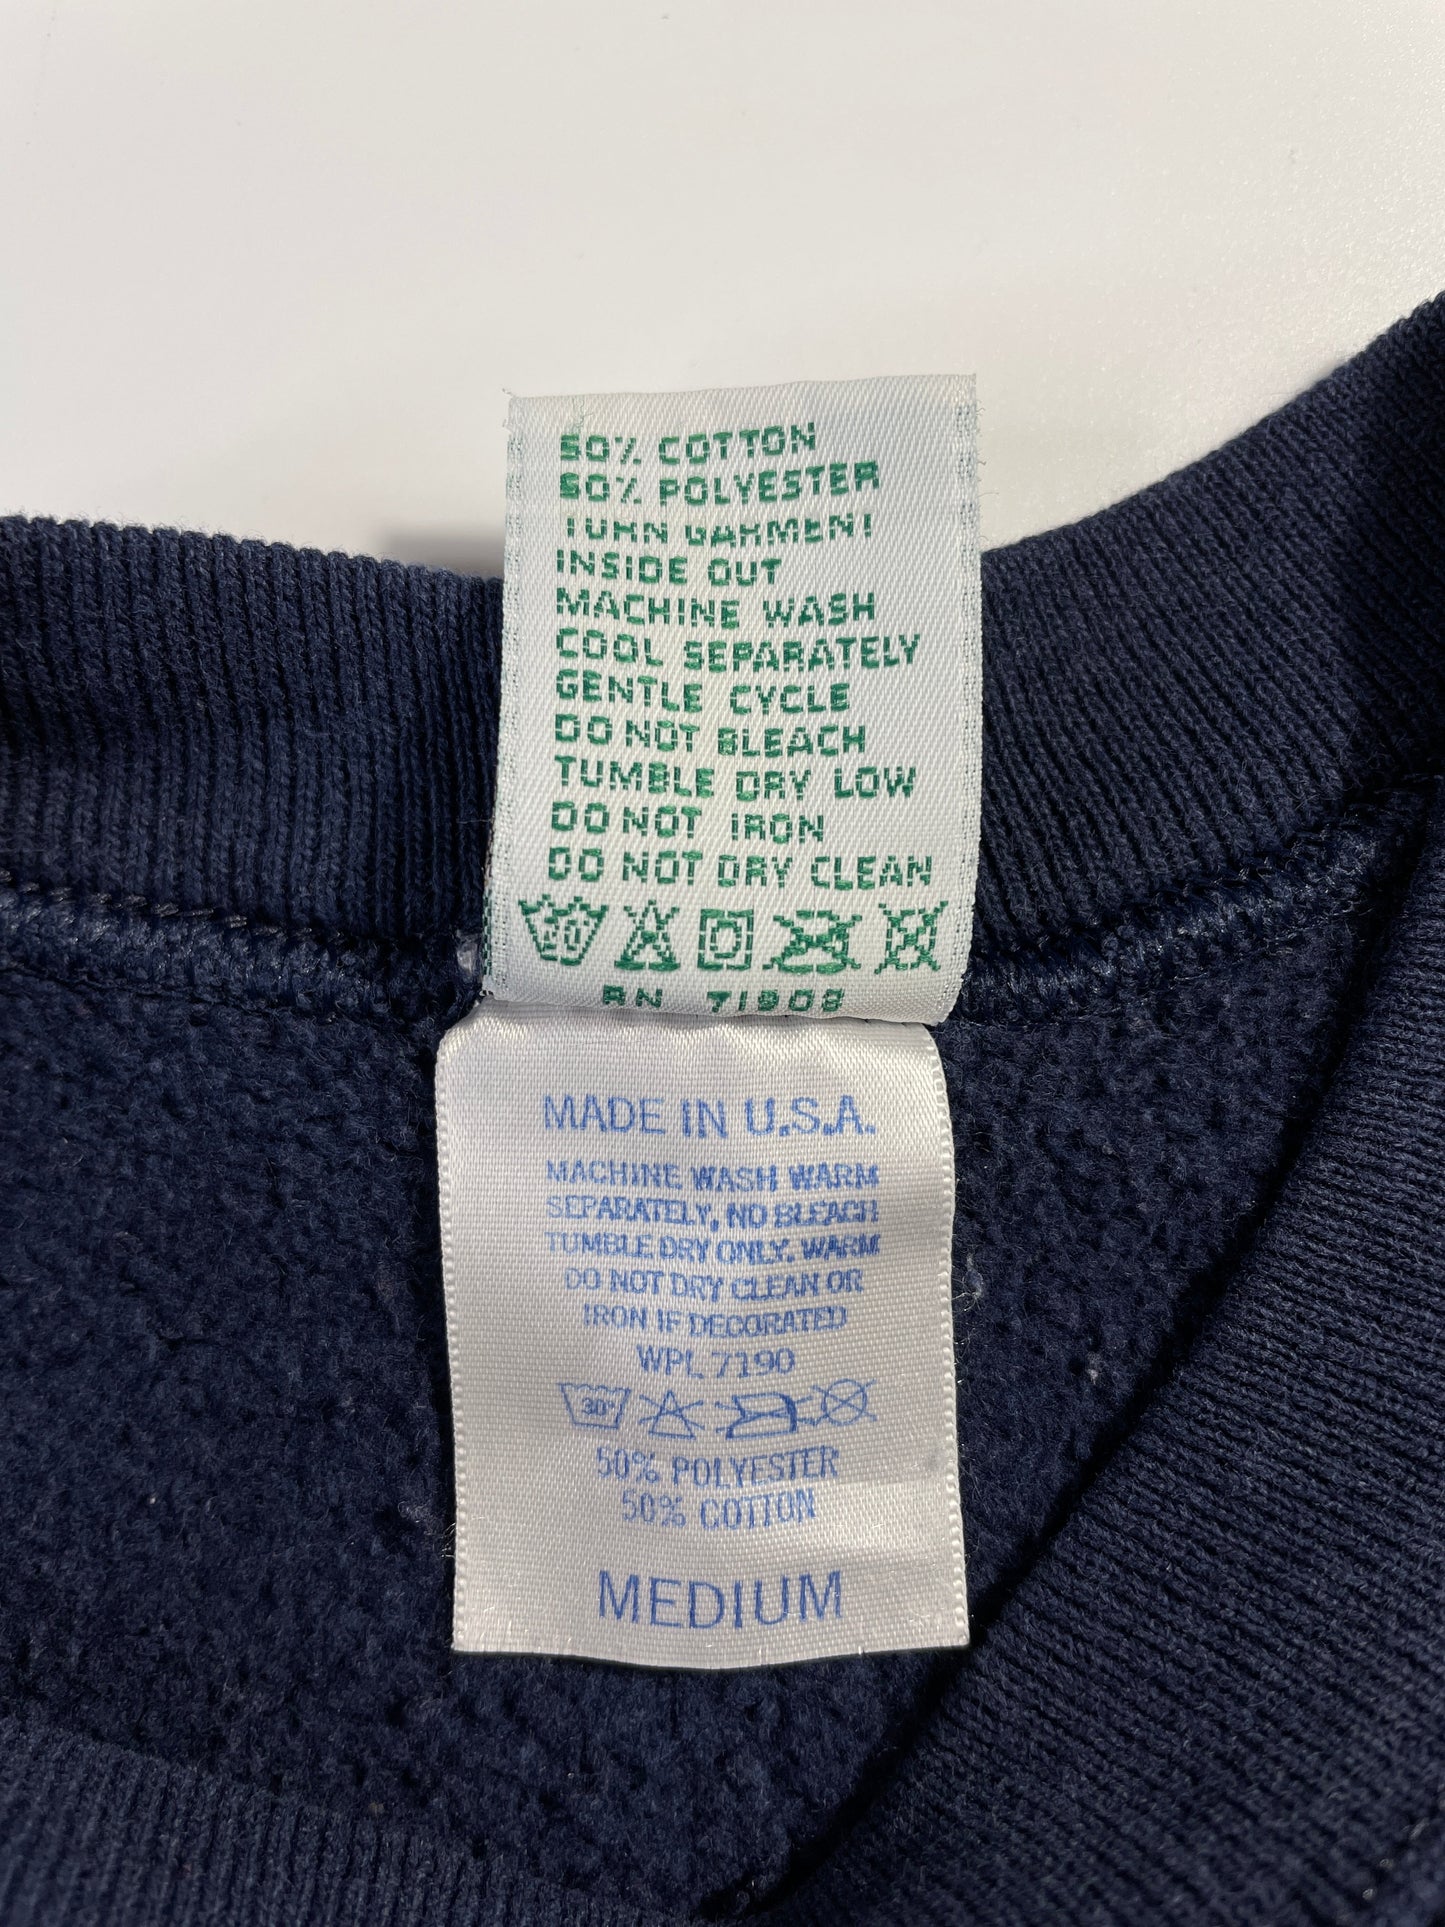 50% COTTON
50% POLYESTER
TURN GARMENT
INSIDE OUT
MACHINE WASH
COOL SEPARATELY
GENTLE CYCLE
DO NOT BLEACH
TUMBLE DRY LOW
DO NOT IRON
DO NOT DRY CLEAN
RN 71908
MADE IN U.S.A.
MACHINE WASH WARM
SEPARATELY, NO BLEACH
TUMBLE DRY ONLY. WARM
DO NOT DRY CLEAN OR
IRON IF DECORATED
WPL 7190
30°
50% POLYESTER
50% COTTON
MEDIUM